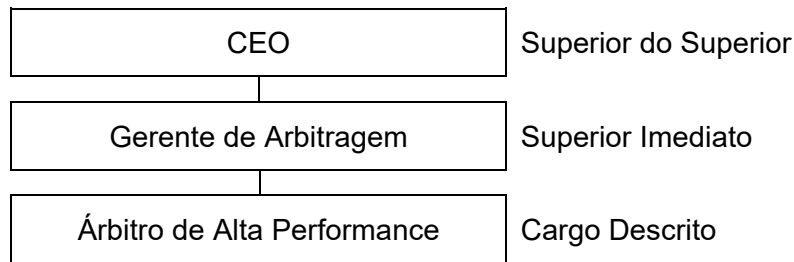 CEO Superior do Superior
Gerente de Arbitragem Superior Imediato
Árbitro de Alta Performance Cargo Descrito